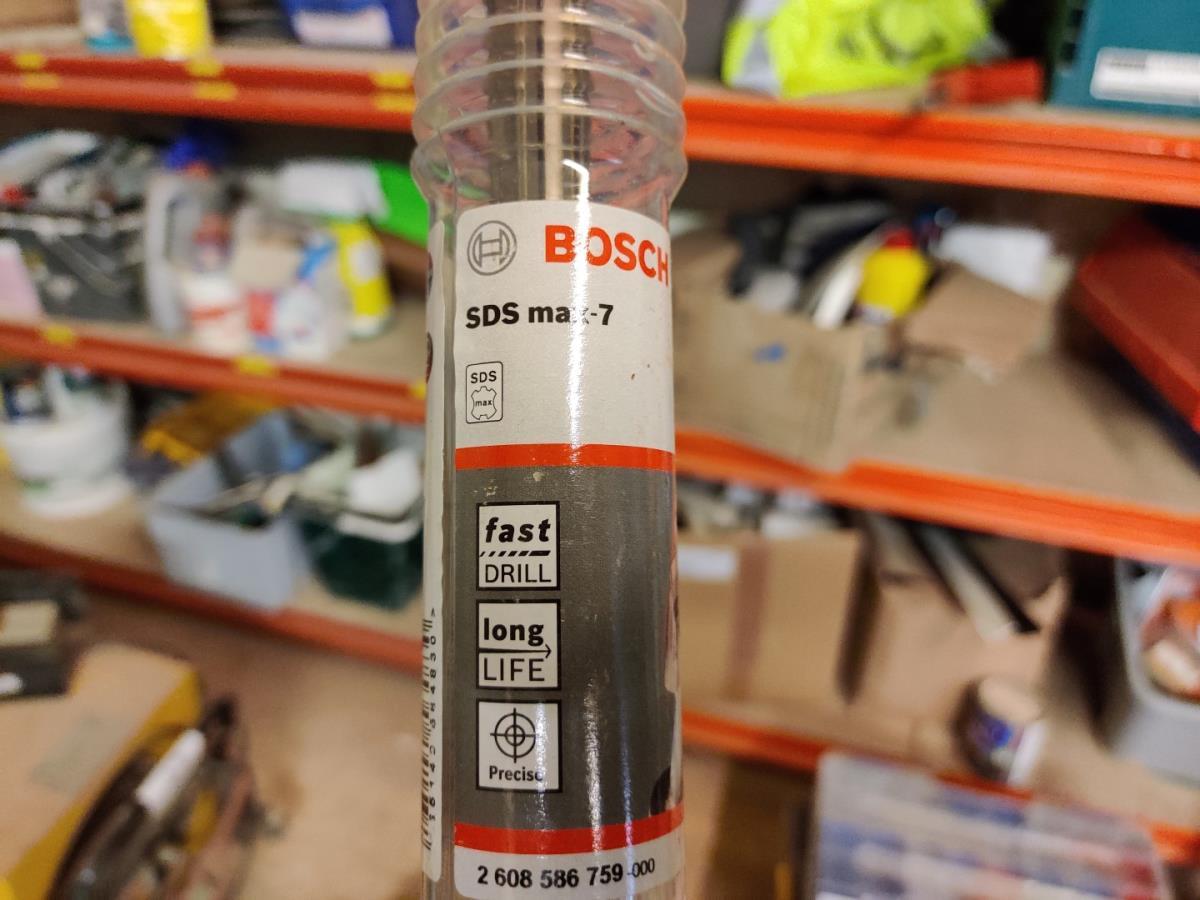 BOSCH
SDS max-7
SDS
max
fast
DRILL
long
LIFE
Precise
2 608 586 759 -000